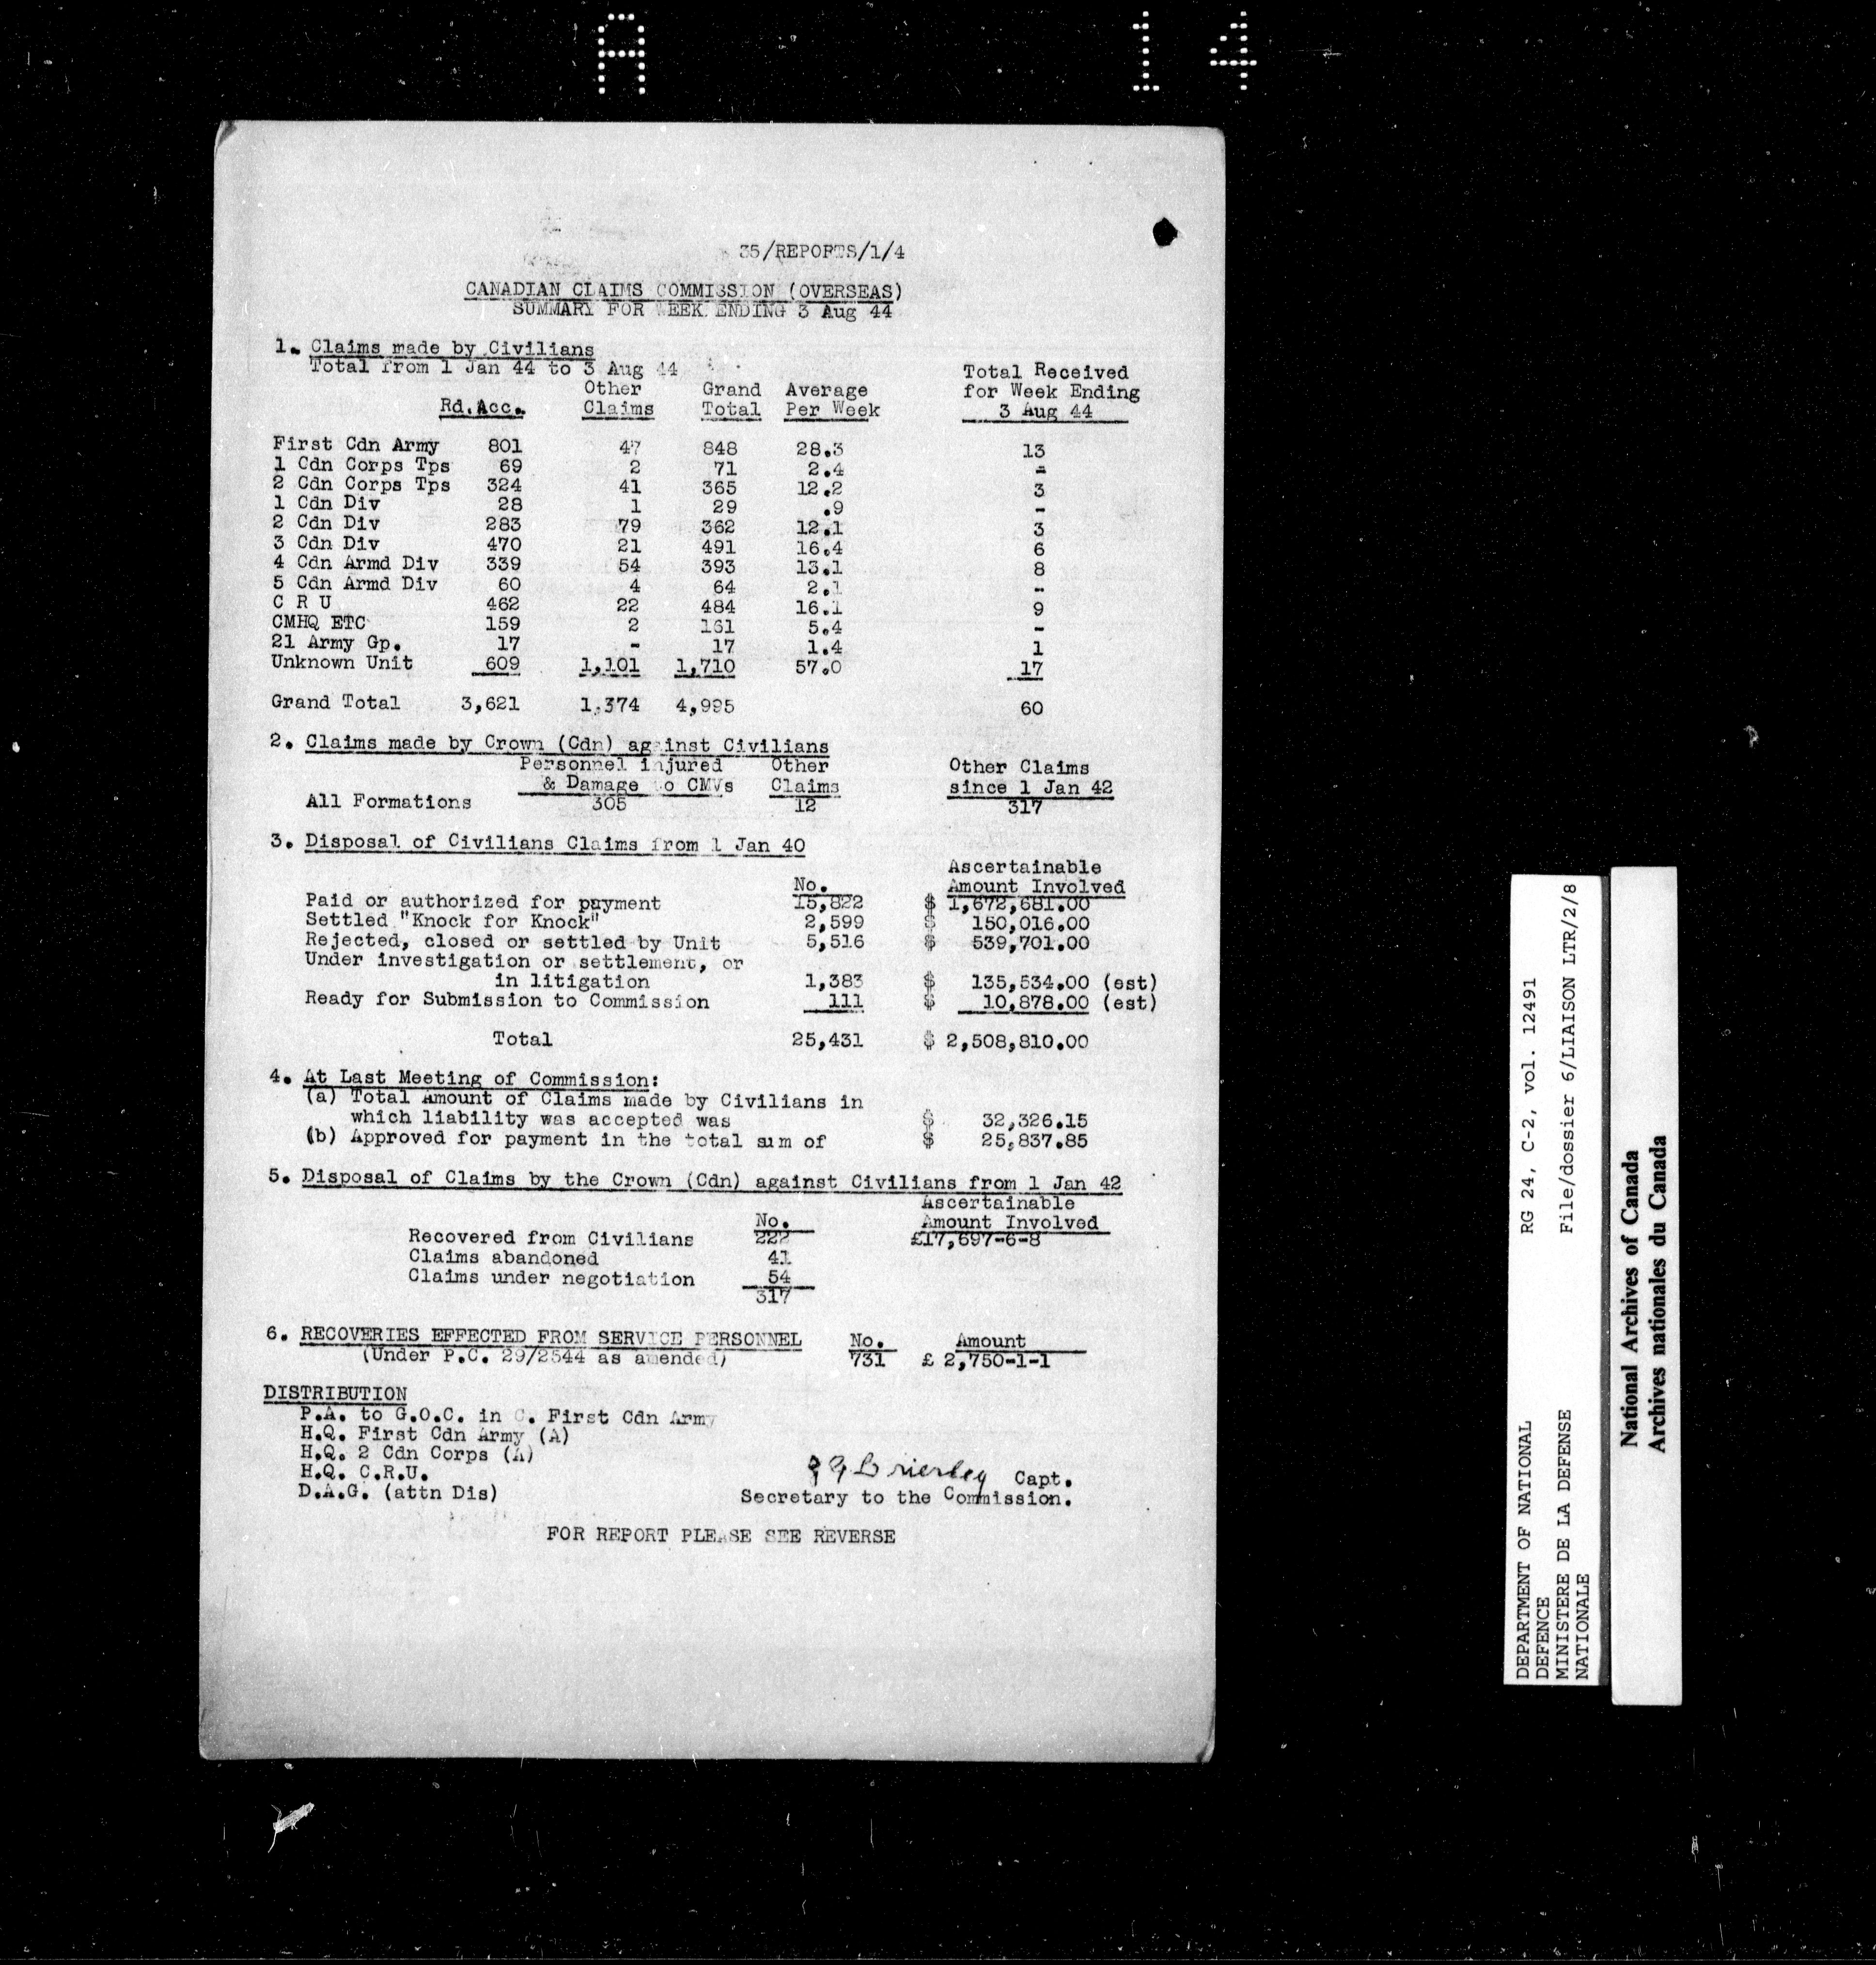 A 14
35/REPORTS/1/4
CANADIAN CLAIMS COMMISSION (OVERSEAS)
SUMMARY FOR WEEK ENDING 3 Aug 44
1. Claims made by Civilians
Total from 1 Jan 44 to 3 Aug 44 Total Received
Other Grand Average for Week Ending
Rd. Acc. Claims Total Per Week 3 Aug 44
First Cdn Army 801 47 848 28.3 13
1 Cdn Corps Tps 69 2 71 2.4 -
2 Cdn Corps Tps 324 41 365 12.2 3
1 Cdn Div 28 1 29 .9 -
2 Cdn Div 283 79 362 12.1 3
3 Cdn Div 470 21 491 16.4 6
4 Cdn Armd Div 339 54 393 13.1 8
5 Cdn Armd Div 60 4 64 2.1 -
C R U 462 22 484 16.1 9
CMHQ ETC 159 2 161 5.4 -
21 Army Gp. 17 - 17 1.4 1
Unknown Unit 609 1,101 1,710 57.0 17
Grand Total 3,621 1,374 4,995 60
2. Claims made by Crown (Cdn) against Civilians
Personnel injured Other Other Claims
& Damage to CMVs Claims since 1 Jan 42
All Formations 305 12 317
3. Disposal of Civilians Claims from 1 Jan 40
Ascertainable
No. Amount Involved
Paid or authorized for payment 15,822 $ 1,672,681.00
Settled "Knock for Knock" 2,599 $ 150,016.00
Rejected, closed or settled by Unit 5,516 $ 539,701.00
Under investigation or settlement, or
in litigation 1,383 $ 135,534.00 (est)
Ready for Submission to Commission 111 $ 10,878.00 (est)
Total 25,431 $ 2,508,810.00
4. At Last Meeting of Commission:
(a) Total Amount of Claims made by Civilians in
which liability was accepted was $ 32,326.15
(b) Approved for payment in the total sum of $ 25,837.85
5. Disposal of Claims by the Crown (Cdn) against Civilians from 1 Jan 42
Ascertainable
No. Amount Involved
Recovered from Civilians 222 £17,697-6-8
Claims abandoned 41
Claims under negotiation 54
317
6. RECOVERIES EFFECTED FROM SERVICE PERSONNEL No. Amount
(Under P.C. 29/2544 as amended) 731 £ 2,750-1-1
DISTRIBUTION
P.A. to G.O.C. in C. First Cdn Army
H.Q. First Cdn Army (A)
H.Q. 2 Cdn Corps (A)
H.Q. C.R.U.
D.A.G. (attn Dis)
Brierley Capt.
Secretary to the Commission.
FOR REPORT PLEASE SEE REVERSE
DEPARTMENT OF NATIONAL RG 24, C-2, vol. 12491
DEFENCE
MINISTERE DE LA DEFENSE File/dossier 6/LIAISON LTR/2/8
NATIONALE
National Archives of Canada
Archives nationales du Canada